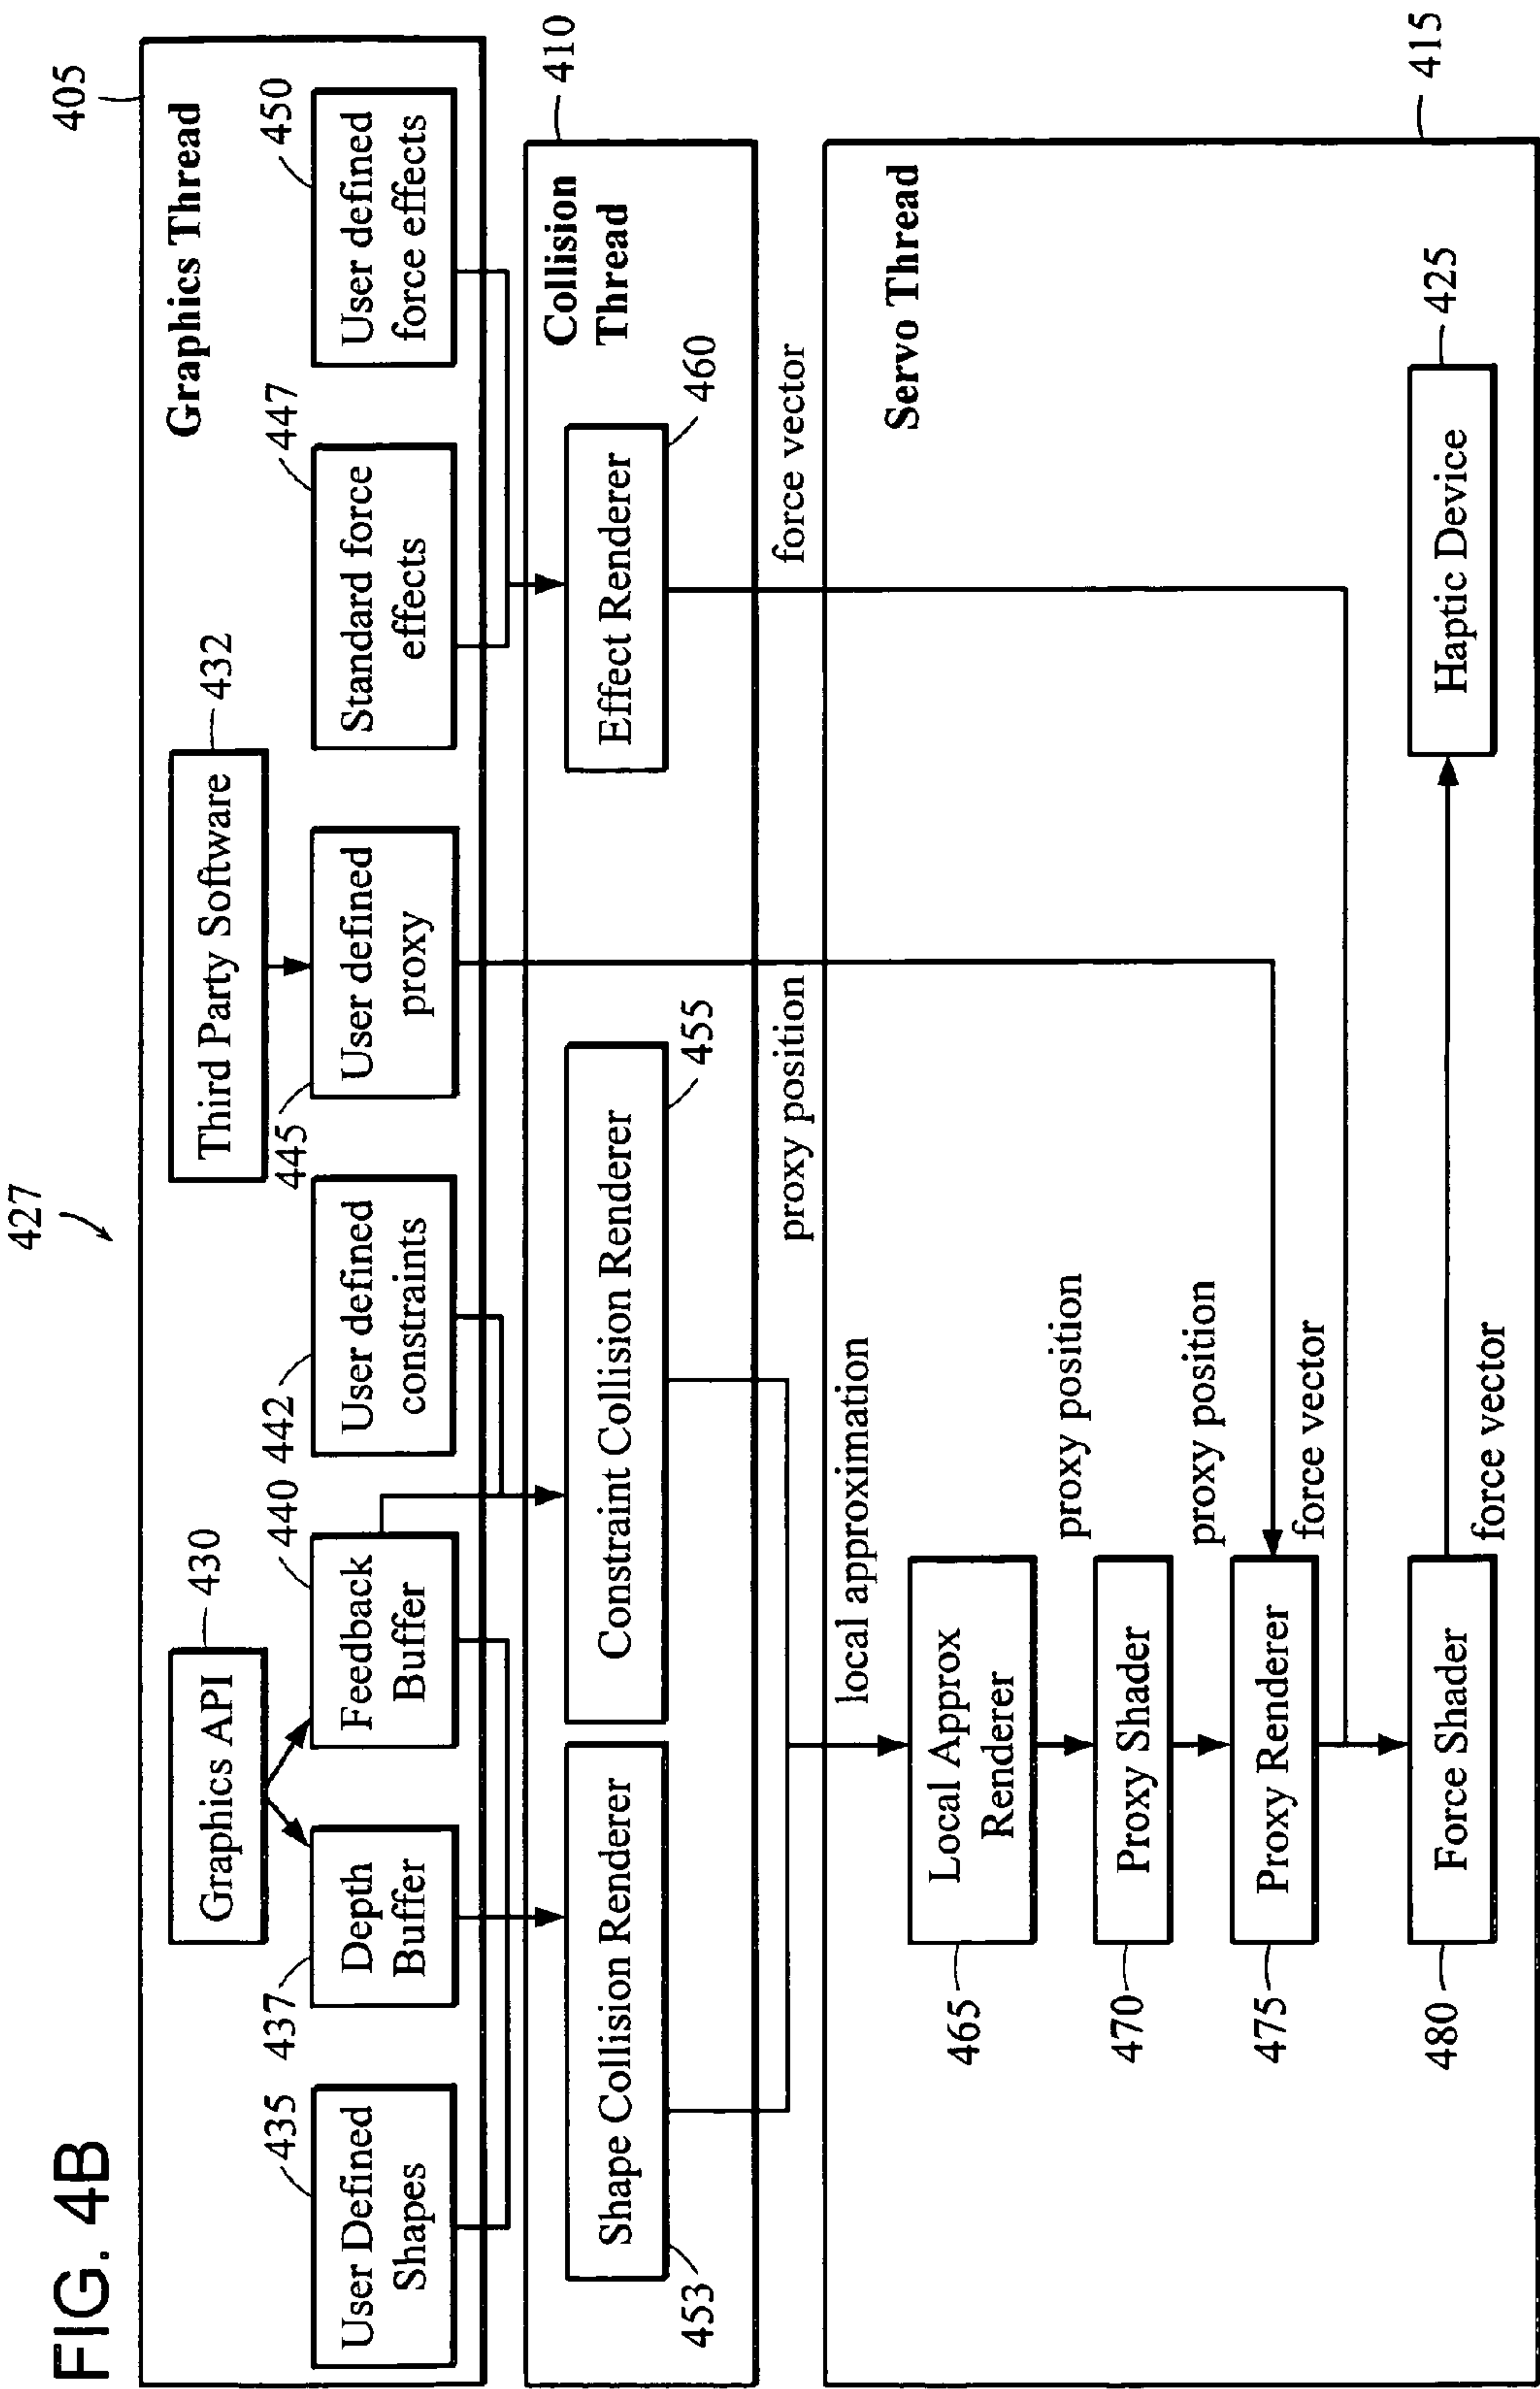 FIG. 4B
427
405
Graphics Thread
430
Graphics API
432
Third Party Software
435
User Defined
Shapes
437
Depth
Buffer
440
Feedback
Buffer
442
User defined
constraints
445
User defined
proxy
447
Standard force
effects
450
User defined
force effects
410
Collision
Thread
453
Shape Collision Renderer
455
Constraint Collision Renderer
460
Effect Renderer
proxy position
force vector
415
Servo Thread
local approximation
465
Local Approx
Renderer
proxy position
470
Proxy Shader
proxy position
475
Proxy Renderer
force vector
480
Force Shader
force vector
425
Haptic Device